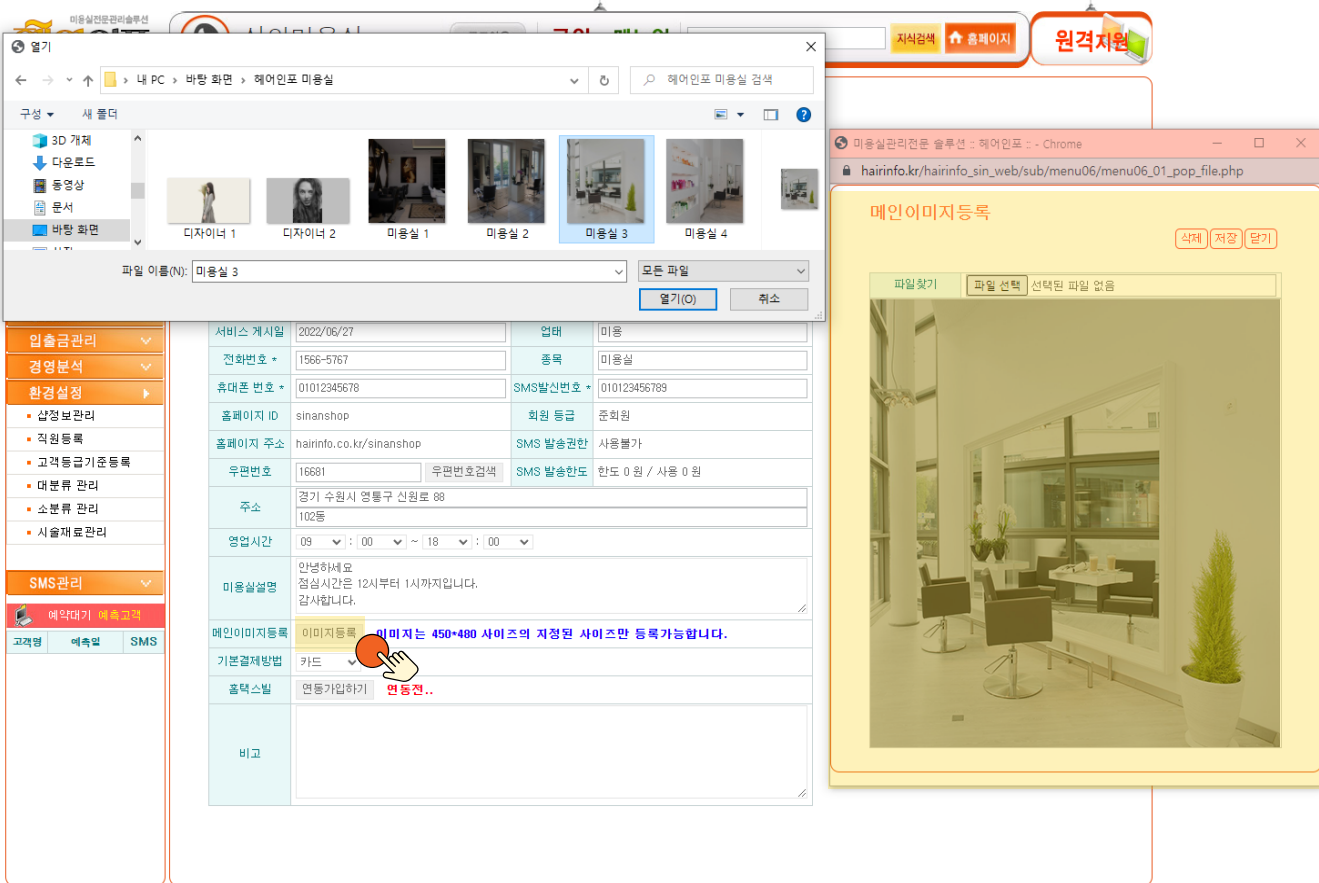 미용실전문관리솔루션
지식검색
홈페이지
원격지원
열기
내 PC > 바탕 화면 > 헤어인포 미용실
헤어인포 미용실 검색
구성
새 폴더
3D 개체
다운로드
동영상
문서
바탕 화면
디자이너 1
디자이너 2
미용실 1
미용실 2
미용실 3
미용실 4
파일 이름(N): 미용실 3
모든 파일
열기(O)
취소
미용실관리전문 솔루션 :: 헤어인포 :: - Chrome
hairinfo.kr/hairinfo_sin_web/sub/menu06/menu06_01_pop_file.php
메인이미지등록
삭제 저장 닫기
파일찾기 파일 선택 선택된 파일 없음
입출금관리
경영분석
환경설정
샵정보관리
직원등록
고객등급기준등록
대분류 관리
소분류 관리
시술재료관리
SMS관리
예약대기 예측고객
고객명 예측일 SMS
서비스 게시일 2022/06/27 업태 미용
전화번호 * 1566-5767 종목 미용실
휴대폰 번호 * 01012345678 SMS발신번호 * 010123456789
홈페이지 ID sinanshop 회원 등급 준회원
홈페이지 주소 hairinfo.co.kr/sinanshop SMS 발송권한 사용불가
우편번호 16681 우편번호검색 SMS 발송한도 한도 0 원 / 사용 0 원
주소 경기 수원시 영통구 신원로 88
102동
영업시간 09 : 00 ~ 18 : 00
미용실설명
안녕하세요
점심시간은 12시부터 1시까지입니다.
감사합니다.
메인이미지등록 이미지등록 이미지는 450*480 사이즈의 지정된 사이즈만 등록가능합니다.
기본결제방법 카드
홈택스빌 연동가입하기 연동전..
비고